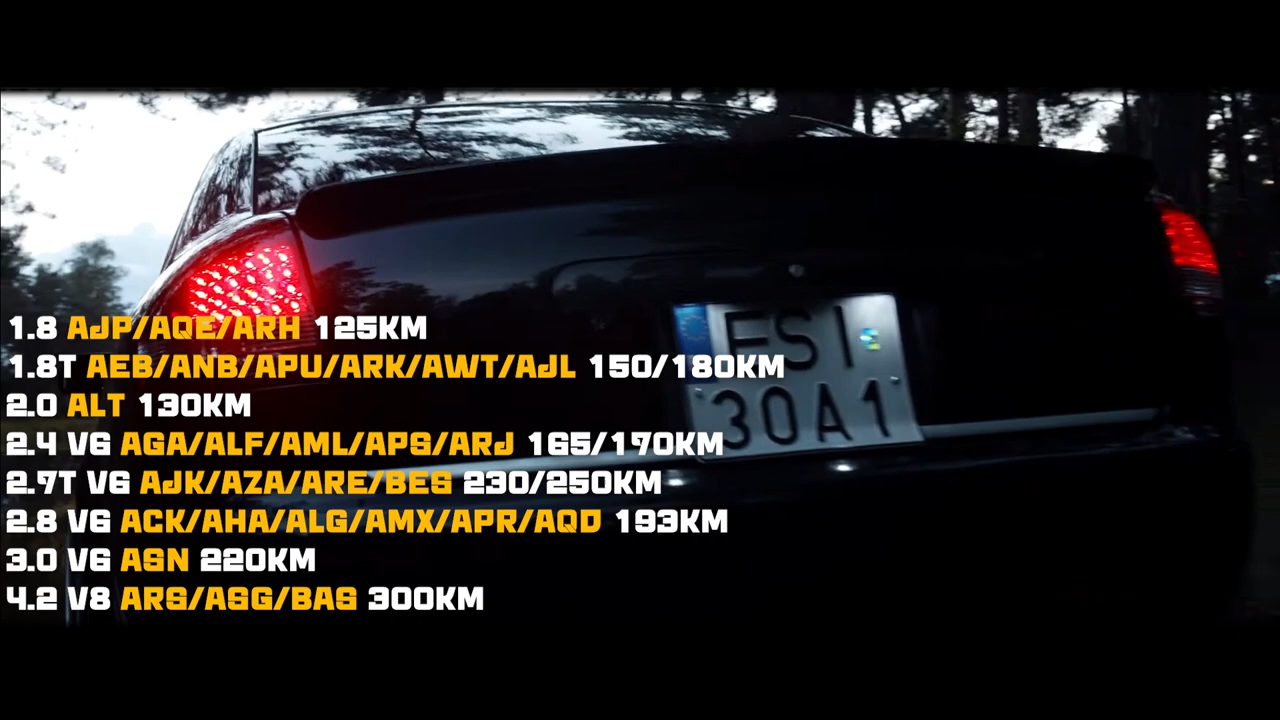 FSI
30A1
1.8 AJP/AQE/ARH 125KM
1.8T AEB/ANB/APU/ARK/AWT/AJL 150/180KM
2.0 ALT 130KM
2.4 V6 AGA/ALF/AML/APS/ARJ 165/170KM
2.7T V6 AJK/AZA/ARE/BES 230/250KM
2.8 V6 ACK/AHA/ALG/AMX/APR/AQD 193KM
3.0 V6 ASN 220KM
4.2 V8 ARS/ASG/BAS 300KM